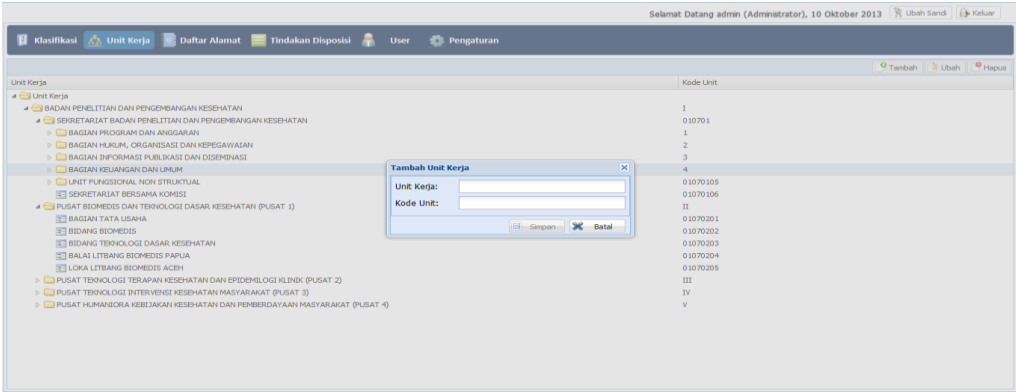 Selamat Datang admin (Administrator), 10 Oktober 2013 Ubah Sandi Keluar
Klasifikasi Unit Kerja Daftar Alamat Tindakan Disposisi User Pengaturan
Tambah Ubah Hapus
Unit Kerja Kode Unit
Unit Kerja
BADAN PENELITIAN DAN PENGEMBANGAN KESEHATAN I
SEKRETARIAT BADAN PENELITIAN DAN PENGEMBANGAN KESEHATAN 010701
BAGIAN PROGRAM DAN ANGGARAN 1
BAGIAN HUKUM, ORGANISASI DAN KEPEGAWAIAN 2
BAGIAN INFORMASI PUBLIKASI DAN DISEMINASI 3
BAGIAN KEUANGAN DAN UMUM 4
UNIT FUNGSIONAL NON STRUKTUAL 01070105
SEKRETARIAT BERSAMA KOMISI 01070106
PUSAT BIOMEDIS DAN TEKNOLOGI DASAR KESEHATAN (PUSAT 1) II
BAGIAN TATA USAHA 01070201
BIDANG BIOMEDIS 01070202
BIDANG TEKNOLOGI DASAR KESEHATAN 01070203
BALAI LITBANG BIOMEDIS PAPUA 01070204
LOKA LITBANG BIOMEDIS ACEH 01070205
PUSAT TEKNOLOGI TERAPAN KESEHATAN DAN EPIDEMILOGI KLINIK (PUSAT 2) III
PUSAT TEKNOLOGI INTERVENSI KESEHATAN MASYARAKAT (PUSAT 3) IV
PUSAT HUMANIORA KEBIJAKAN KESEHATAN DAN PEMBERDAYAAN MASYARAKAT (PUSAT 4) V
Tambah Unit Kerja
Unit Kerja:
Kode Unit:
Simpan Batal